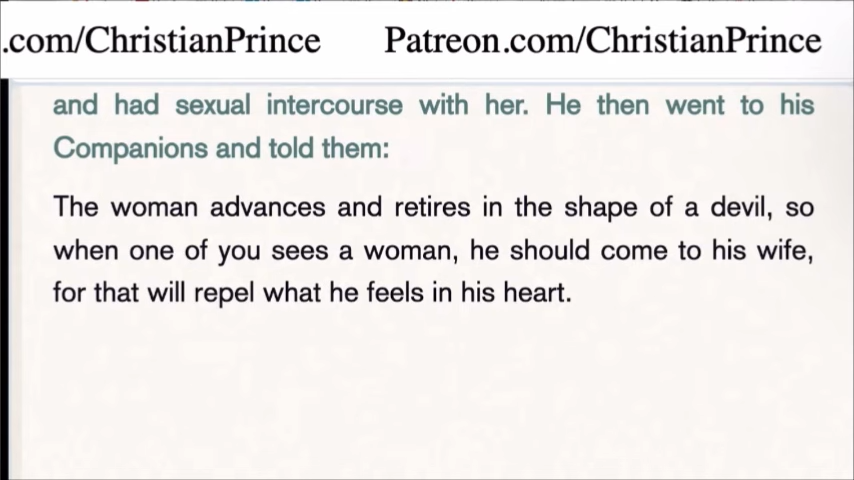 .com/ChristianPrince Patreon.com/ChristianPrince
and had sexual intercourse with her. He then went to his
Companions and told them:
The woman advances and retires in the shape of a devil, so
when one of you sees a woman, he should come to his wife,
for that will repel what he feels in his heart.